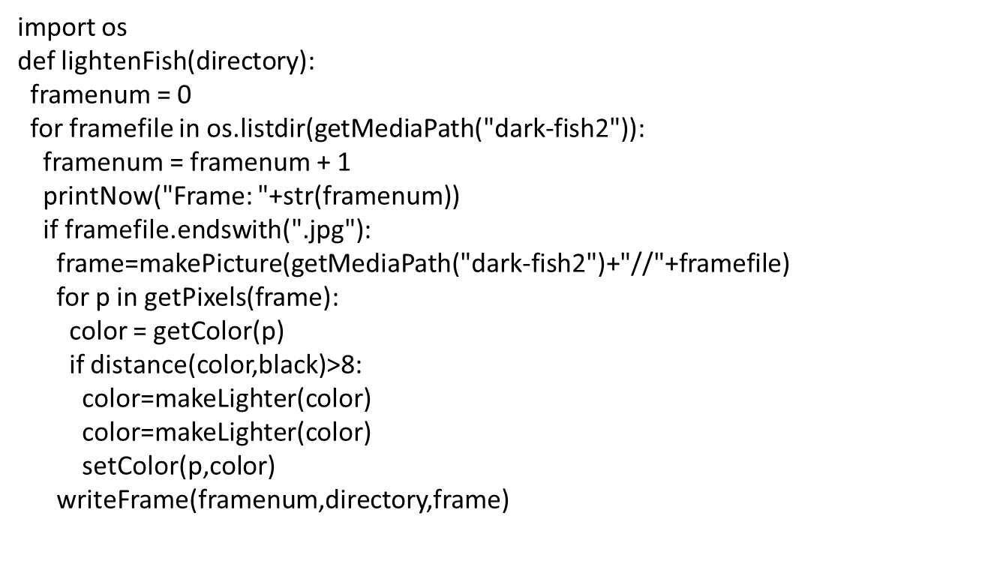 import os
def lightenFish(directory):
  framenum = 0
  for framefile in os.listdir(getMediaPath("dark-fish2")):
    framenum = framenum + 1
    printNow("Frame: "+str(framenum))
    if framefile.endswith(".jpg"):
      frame=makePicture(getMediaPath("dark-fish2")+"//"+framefile)
      for p in getPixels(frame):
        color = getColor(p)
        if distance(color,black)>8:
          color=makeLighter(color)
          color=makeLighter(color)
          setColor(p,color)
      writeFrame(framenum,directory,frame)